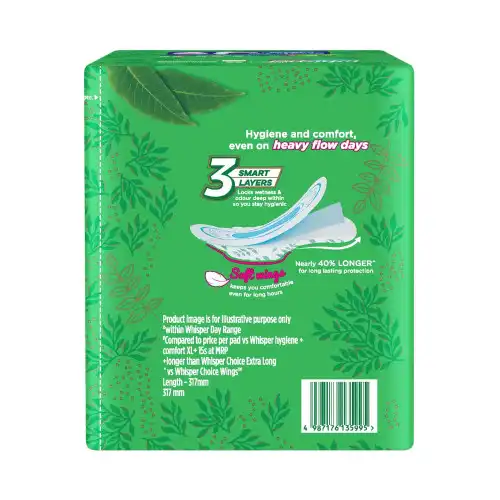 Hygiene and comfort,
even on heavy flow days
3 SMART
LAYERS
Locks wetness &
odour deep within
so you stay hygienic
Nearly 40% LONGER^
for long lasting protection
Soft wings
keeps you comfortable
even for long hours
Product Image is for illustrative purpose only
*within Whisper Day Range
#Compared to price per pad vs Whisper hygiene +
comfort XL+ 15s at MRP
+longer than Whisper Choice Extra Long
^ vs Whisper Choice Wings™
Length - 317mm
317 mm
4 987176 135995